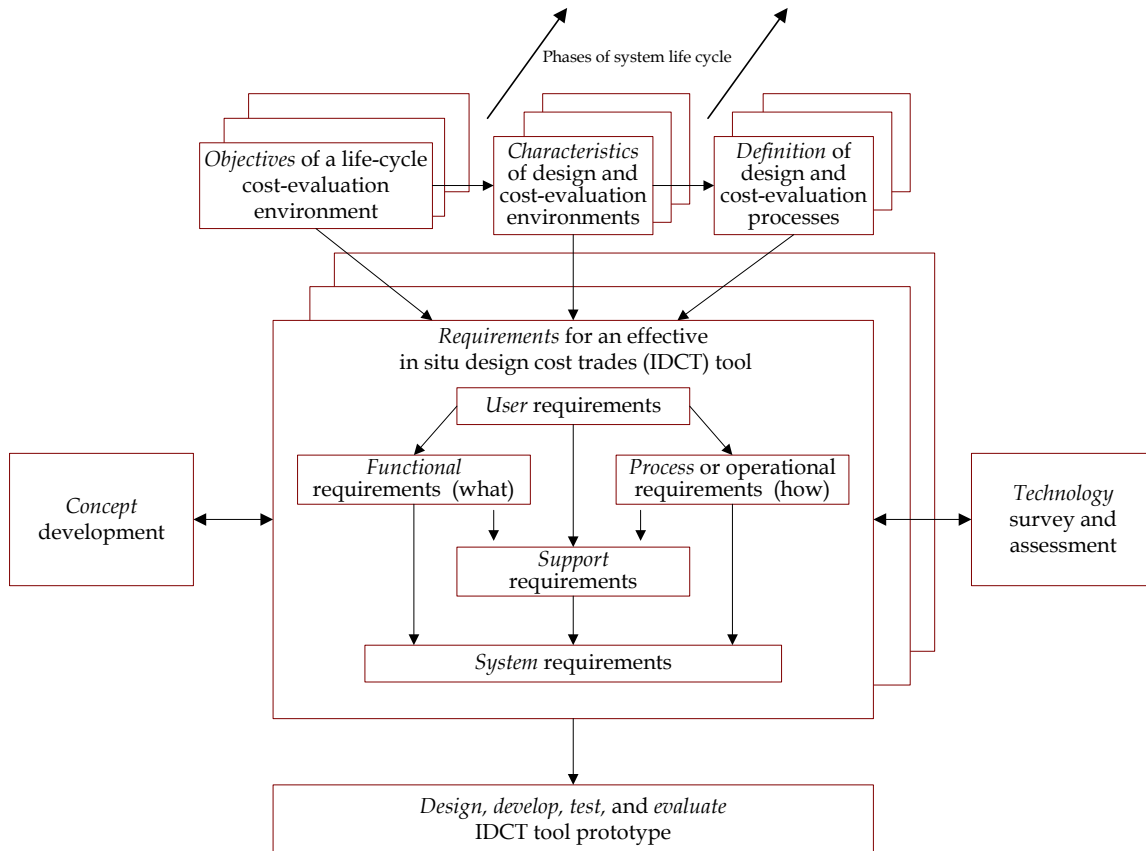 Phases of system life cycle
Objectives of a life-cycle
cost-evaluation
environment
Characteristics
of design and
cost-evaluation
environments
Definition of
design and
cost-evaluation
processes
Requirements for an effective
in situ design cost trades (IDCT) tool
User requirements
Functional
requirements (what)
Process or operational
requirements (how)
Concept
development
Technology
survey and
assessment
Support
requirements
System requirements
Design, develop, test, and evaluate
IDCT tool prototype